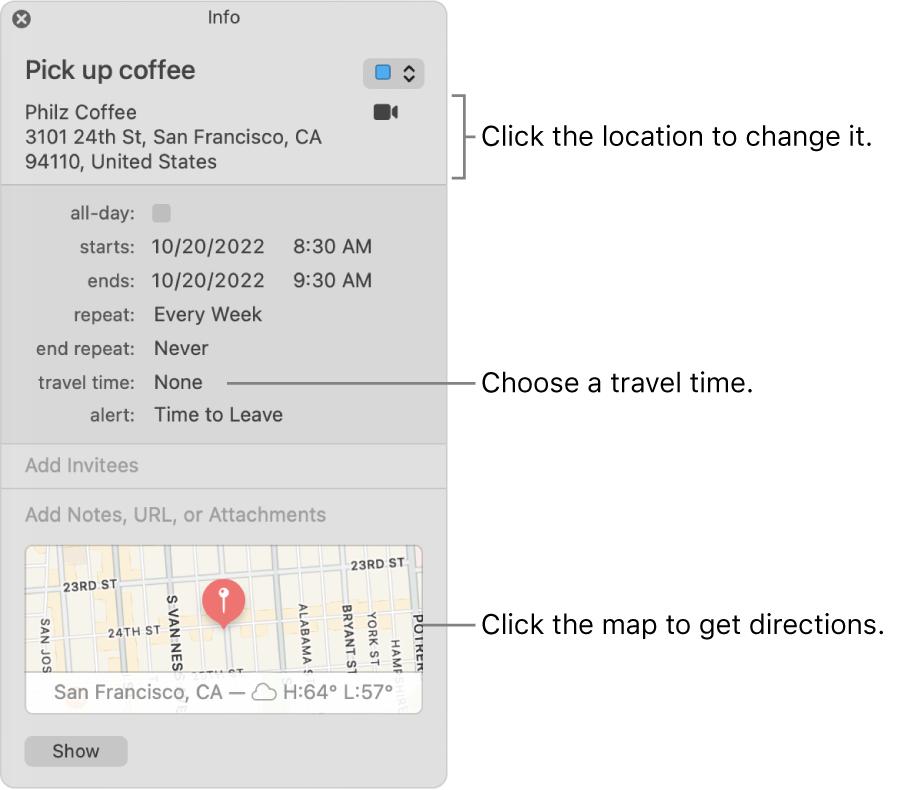 Info
Pick up coffee
Philz Coffee
3101 24th St, San Francisco, CA
94110, United States
Click the location to change it.
all-day:
starts: 10/20/2022 8:30 AM
ends: 10/20/2022 9:30 AM
repeat: Every Week
end repeat: Never
travel time: None
Choose a travel time.
alert: Time to Leave
Add Invitees
Add Notes, URL, or Attachments
23RD ST
23RD ST
S VAN NESS
24TH ST
ALABAMA S
BRYANT ST
YORK ST
SAN JOS
Click the map to get directions.
San Francisco, CA — H:64° L:57°
Show